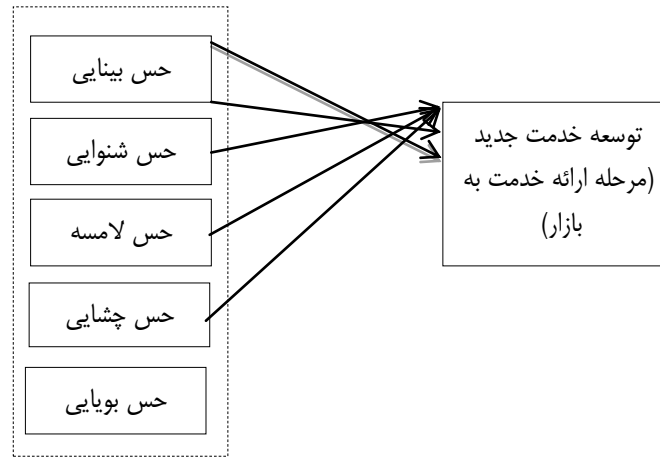 حس بینایی
حس شنوایی
حس لامسه
حس چشایی
حس بویایی
توسعه خدمت جدید
(مرحله ارائه خدمت به
بازار)